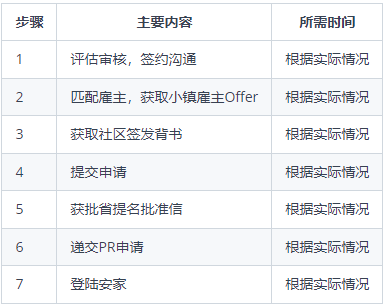 步骤 主要内容 所需时间
1 评估审核，签约沟通 根据实际情况
2 匹配雇主，获取小镇雇主Offer 根据实际情况
3 获取社区签发背书 根据实际情况
4 提交申请 根据实际情况
5 获批省提名批准信 根据实际情况
6 递交PR申请 根据实际情况
7 登陆安家 根据实际情况